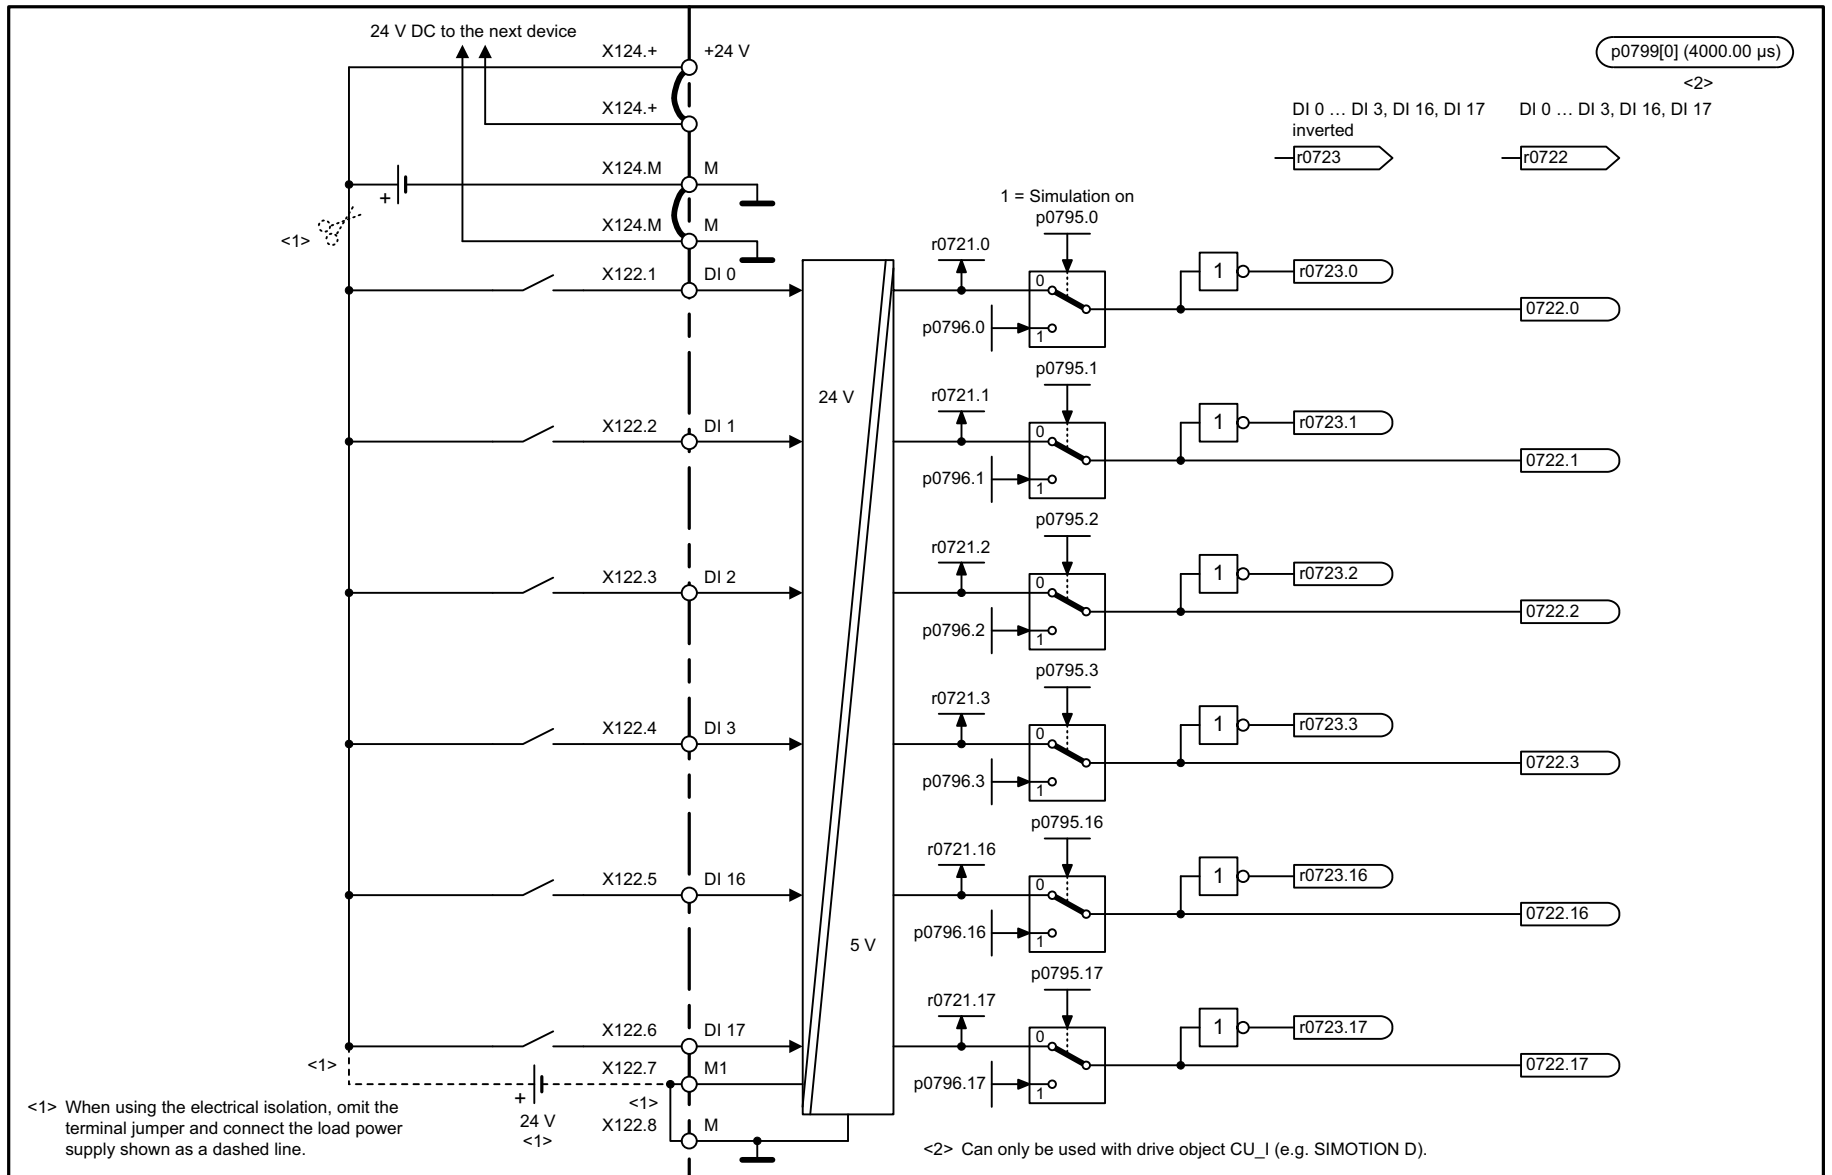 24 V DC to the next device
X124.+
+24 V
p0799[0] (4000.00 µs)
<2>
X124.+
DI 0 … DI 3, DI 16, DI 17
inverted
DI 0 … DI 3, DI 16, DI 17
r0723
r0722
X124.M
M
+
<1>
X124.M
M
1 = Simulation on
p0795.0
r0721.0
X122.1
DI 0
0
1
r0723.0
p0796.0
1
0722.0
24 V
p0795.1
r0721.1
X122.2
DI 1
0
1
r0723.1
p0796.1
1
0722.1
p0795.2
r0721.2
X122.3
DI 2
0
1
r0723.2
p0796.2
1
0722.2
p0795.3
r0721.3
X122.4
DI 3
0
1
r0723.3
p0796.3
1
0722.3
p0795.16
r0721.16
X122.5
DI 16
0
1
r0723.16
p0796.16
1
0722.16
5 V
p0795.17
r0721.17
X122.6
DI 17
0
1
r0723.17
p0796.17
1
0722.17
<1>
X122.7
M1
+
24 V
<1>
<1>
X122.8
M
<1> When using the electrical isolation, omit the
terminal jumper and connect the load power
supply shown as a dashed line.
<2> Can only be used with drive object CU_I (e.g. SIMOTION D).